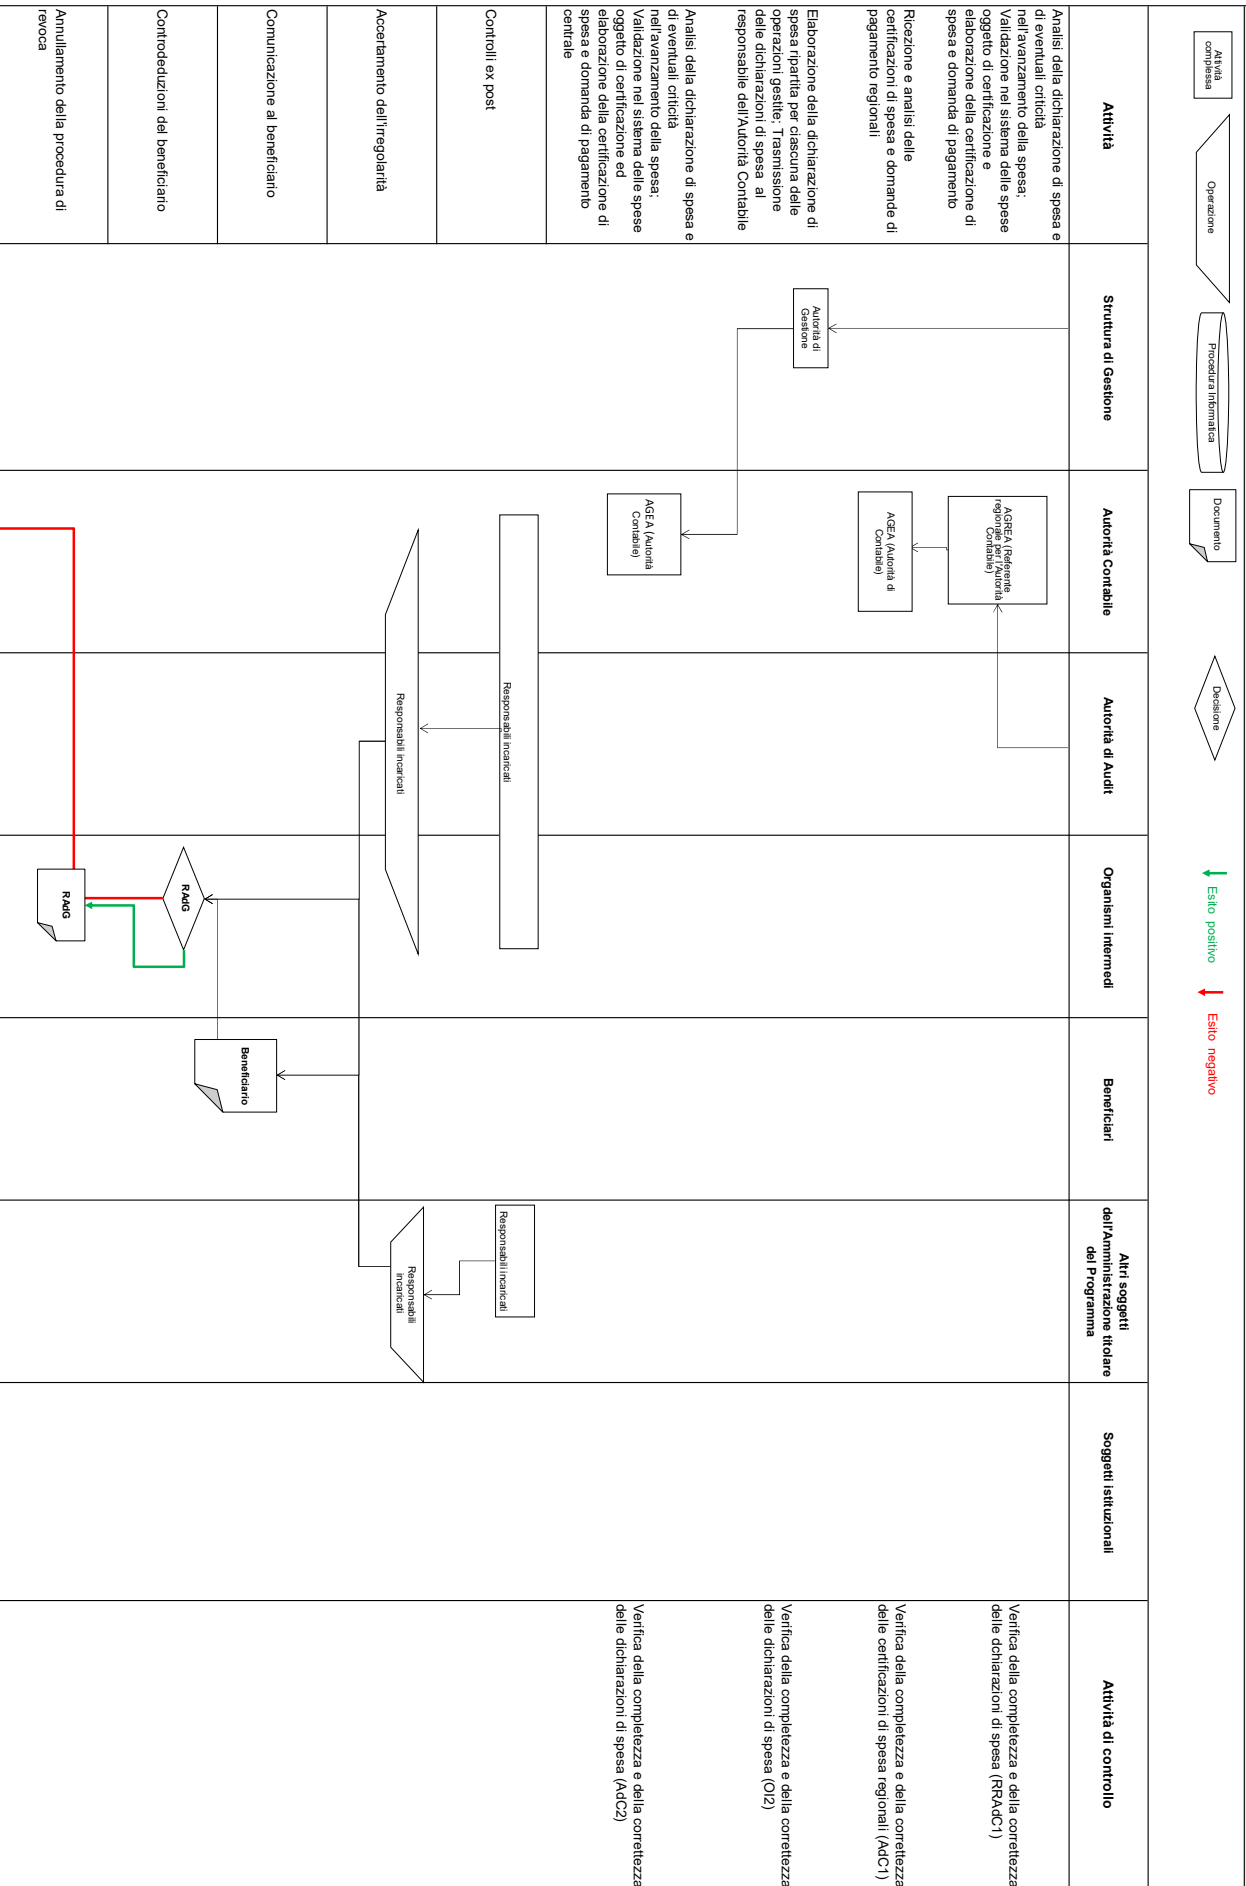 Attività
complessa
Operazione
Procedura Informatica
Documento
Decisione
Esito positivo
Esito negativo
Attività
Struttura di Gestione
Autorità Contabile
Autorità di Audit
Organismi intermedi
Beneficiari
Altri soggetti
dell'Amministrazione titolare
del Programma
Soggetti istituzionali
Attività di controllo
Analisi della dichiarazione di spesa e
di eventuali criticità
nell'avanzamento della spesa;
Validazione nel sistema delle spese
oggetto di certificazione e
elaborazione della certificazione di
spesa e domanda di pagamento
AGREA (Referente
regionale per l'Autorità
Contabile)
Verifica della completezza e della correttezza
delle dchiarazioni di spesa (RRAdC1)
Ricezione e analisi delle
certificazioni di spesa e domande di
pagamento regionali
AGEA (Autorità di
Contabile)
Verifica della completezza e della correttezza
delle certificazioni di spesa regionali (AdC1)
Elaborazione della dichiarazione di
spesa ripartita per ciascuna delle
operazioni gestite; Trasmissione
delle dichiarazioni di spesa al
responsabile dell'Autorità Contabile
Autorità di
Gestione
Verifica della completezza e della correttezza
delle dichiarazioni di spesa (OI2)
Analisi della dichiarazione di spesa e
di eventuali criticità
nell'avanzamento della spesa;
Validazione nel sistema delle spese
oggetto di certificazione ed
elaborazione della certificazione di
spesa e domanda di pagamento
centrale
AGEA (Autorità
Contabile)
Verifica della completezza e della correttezza
delle dichiarazioni di spesa (AdC2)
Controlli ex post
Responsabili incaricati
Responsabili incaricati
Accertamento dell'irregolarità
Responsabili incaricati
Responsabili
incaricati
Comunicazione al beneficiario
Beneficiario
Controdeduzioni del beneficiario
RAdG
Annullamento della procedura di
revoca
RAdG